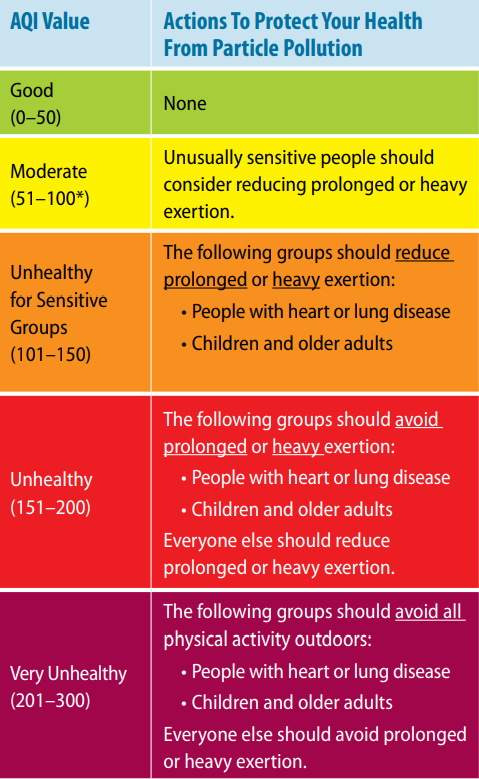 AQI Value
Actions To Protect Your Health
From Particle Pollution
Good
(0–50)
None
Moderate
(51–100*)
Unusually sensitive people should
consider reducing prolonged or heavy
exertion.
Unhealthy
for Sensitive
Groups
(101–150)
The following groups should reduce
prolonged or heavy exertion:
• People with heart or lung disease
• Children and older adults
Unhealthy
(151–200)
The following groups should avoid
prolonged or heavy exertion:
• People with heart or lung disease
• Children and older adults
Everyone else should reduce
prolonged or heavy exertion.
Very Unhealthy
(201–300)
The following groups should avoid all
physical activity outdoors:
• People with heart or lung disease
• Children and older adults
Everyone else should avoid prolonged
or heavy exertion.